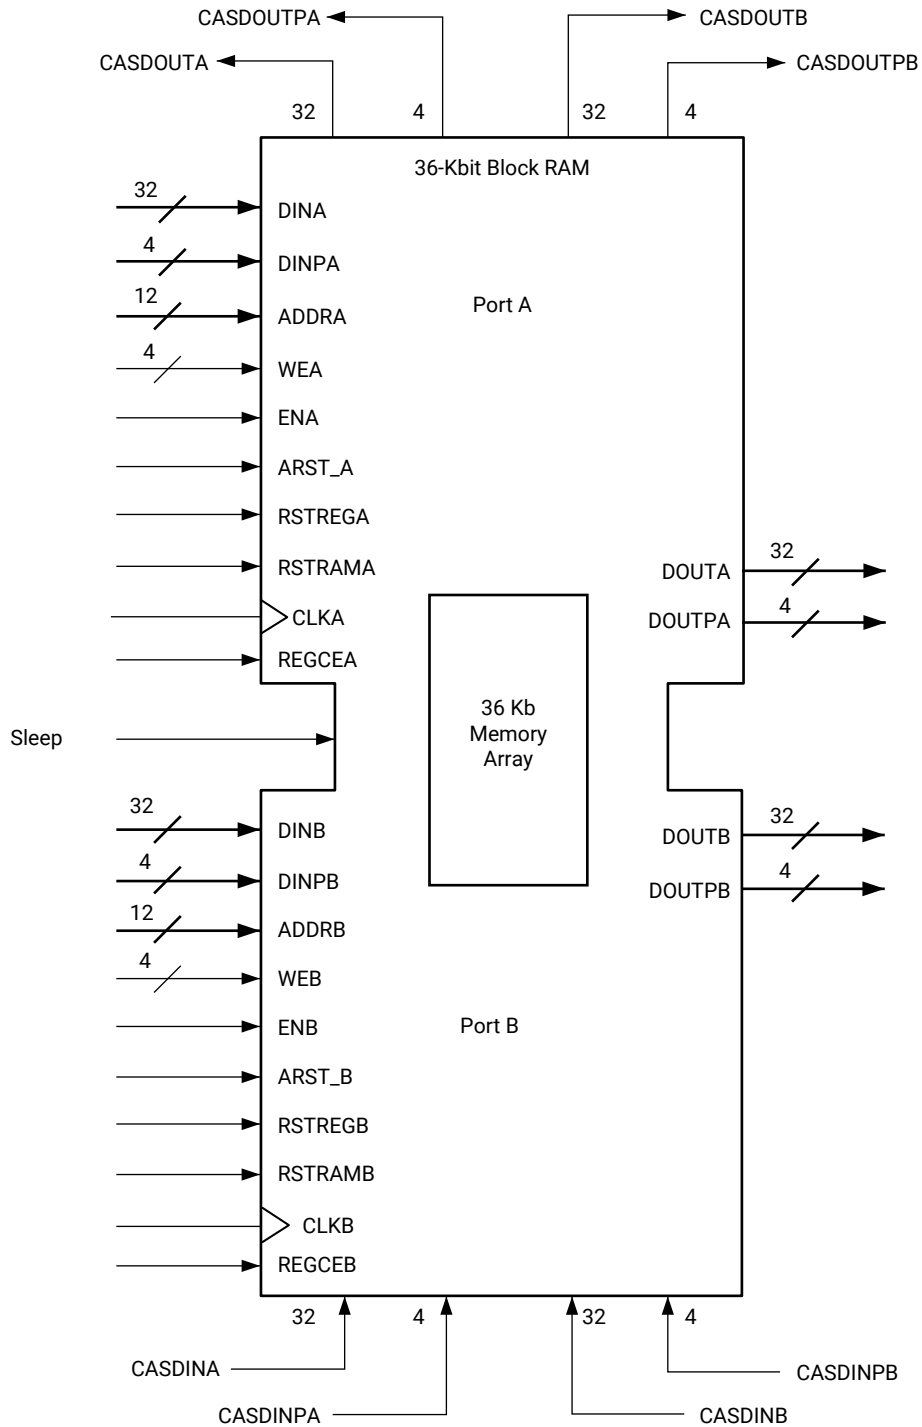 CASDOUTPA
CASDOUTB
CASDOUTA
CASDOUTPB
32
4
32
4
36-Kbit Block RAM
32
DINA
4
DINPA
12
ADDRA
Port A
4
WEA
ENA
ARST_A
RSTREGA
RSTRAMA
DOUTA
32
CLKA
DOUTPA
4
REGCEA
36 Kb
Memory
Array
Sleep
32
DINB
DOUTB
32
4
DINPB
DOUTPB
4
12
ADDRB
4
WEB
ENB
Port B
ARST_B
RSTREGB
RSTRAMB
CLKB
REGCEB
32
4
32
4
CASDINA
CASDINPB
CASDINPA
CASDINB